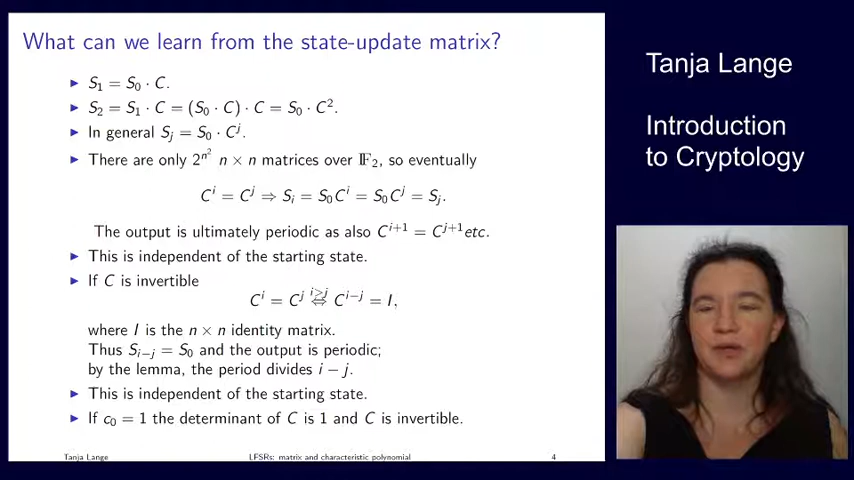 What can we learn from the state-update matrix?
▶ S₁ = S₀ · C.
▶ S₂ = S₁ · C = (S₀ · C) · C = S₀ · C².
▶ In general Sⱼ = S₀ · Cʲ.
▶ There are only 2^{n²} n × n matrices over 𝔽₂, so eventually
Cⁱ = Cʲ ⇒ Sᵢ = S₀Cⁱ = S₀Cʲ = Sⱼ.
The output is ultimately periodic as also Cⁱ⁺¹ = Cʲ⁺¹etc.
▶ This is independent of the starting state.
▶ If C is invertible
Cⁱ = Cʲ \overset{i≥j}{⇔} Cⁱ⁻ʲ = I,
where I is the n × n identity matrix.
Thus S_{i−j} = S₀ and the output is periodic;
by the lemma, the period divides i − j.
▶ This is independent of the starting state.
▶ If c₀ = 1 the determinant of C is 1 and C is invertible.
Tanja Lange LFSRs: matrix and characteristic polynomial 4
Tanja Lange
Introduction
to Cryptology